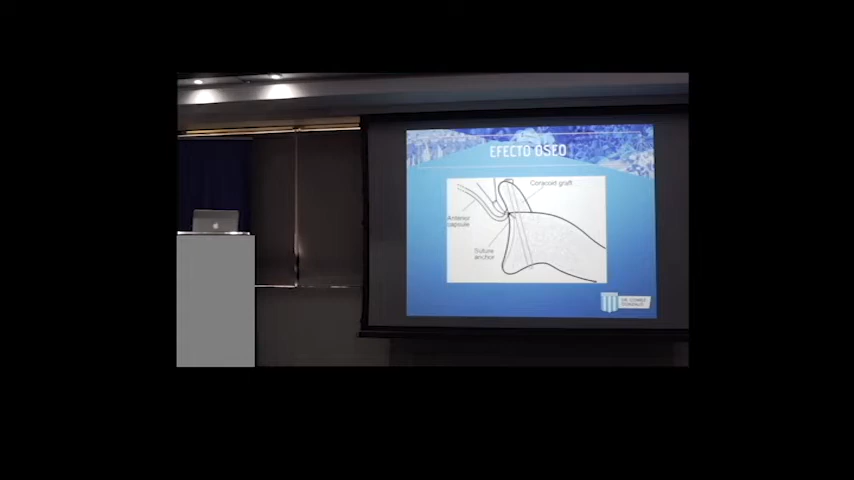 EFECTO OSEO
Coracoid graft
Anterior
capsule
Suture
anchor